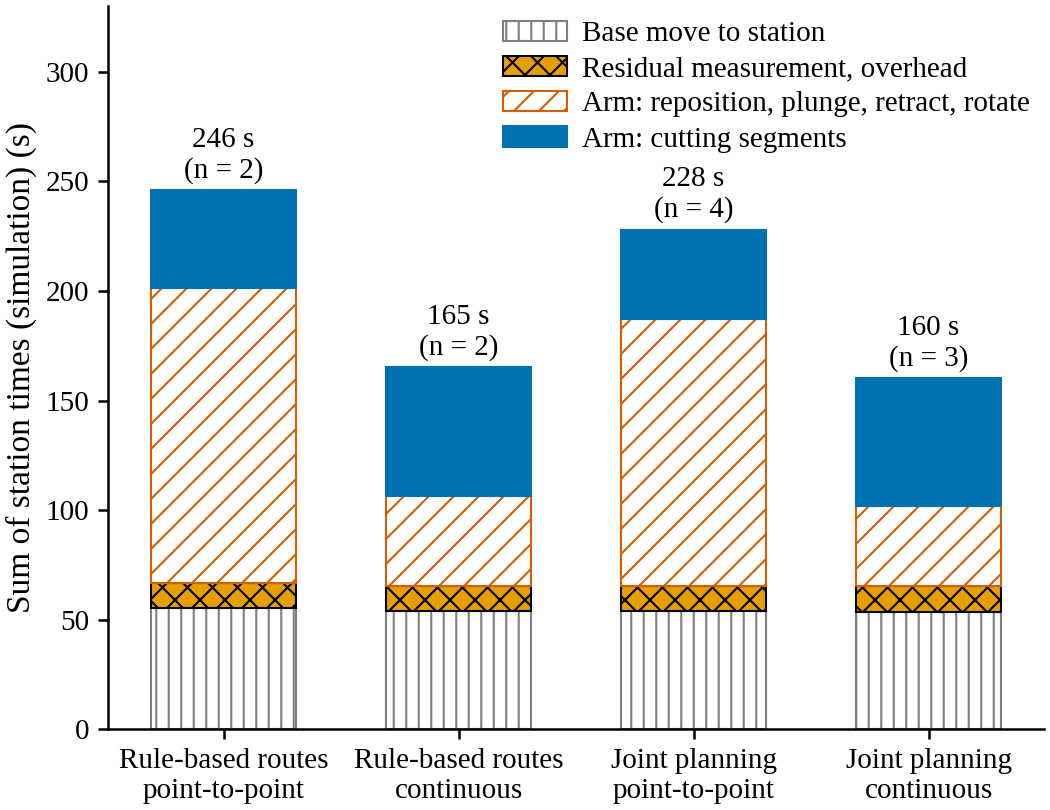 Base move to station
Residual measurement, overhead
Arm: reposition, plunge, retract, rotate
Arm: cutting segments
Sum of station times (simulation) (s)
300
250
200
150
100
50
0
246 s
(n = 2)
165 s
(n = 2)
228 s
(n = 4)
160 s
(n = 3)
Rule-based routes
point-to-point
Rule-based routes
continuous
Joint planning
point-to-point
Joint planning
continuous